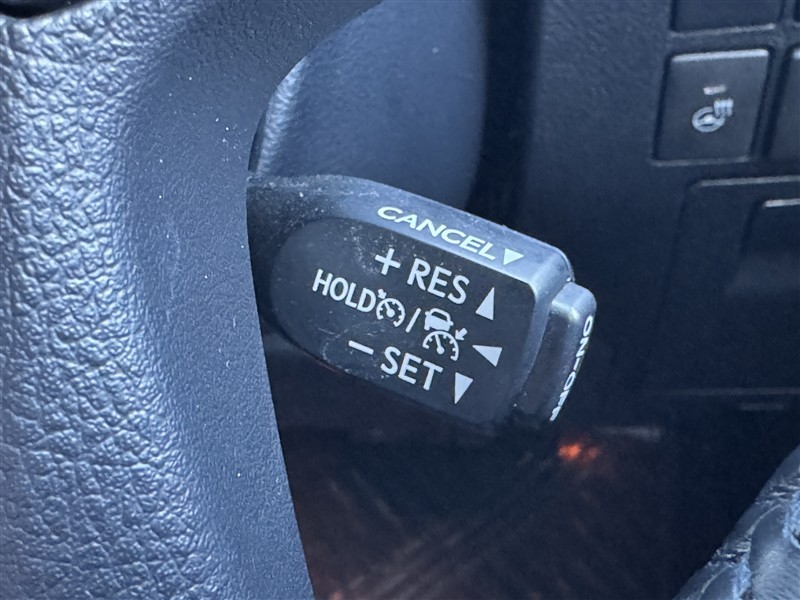 CANCEL▼
+ RES ▲
HOLD /
− SET ▼
ON-OFF